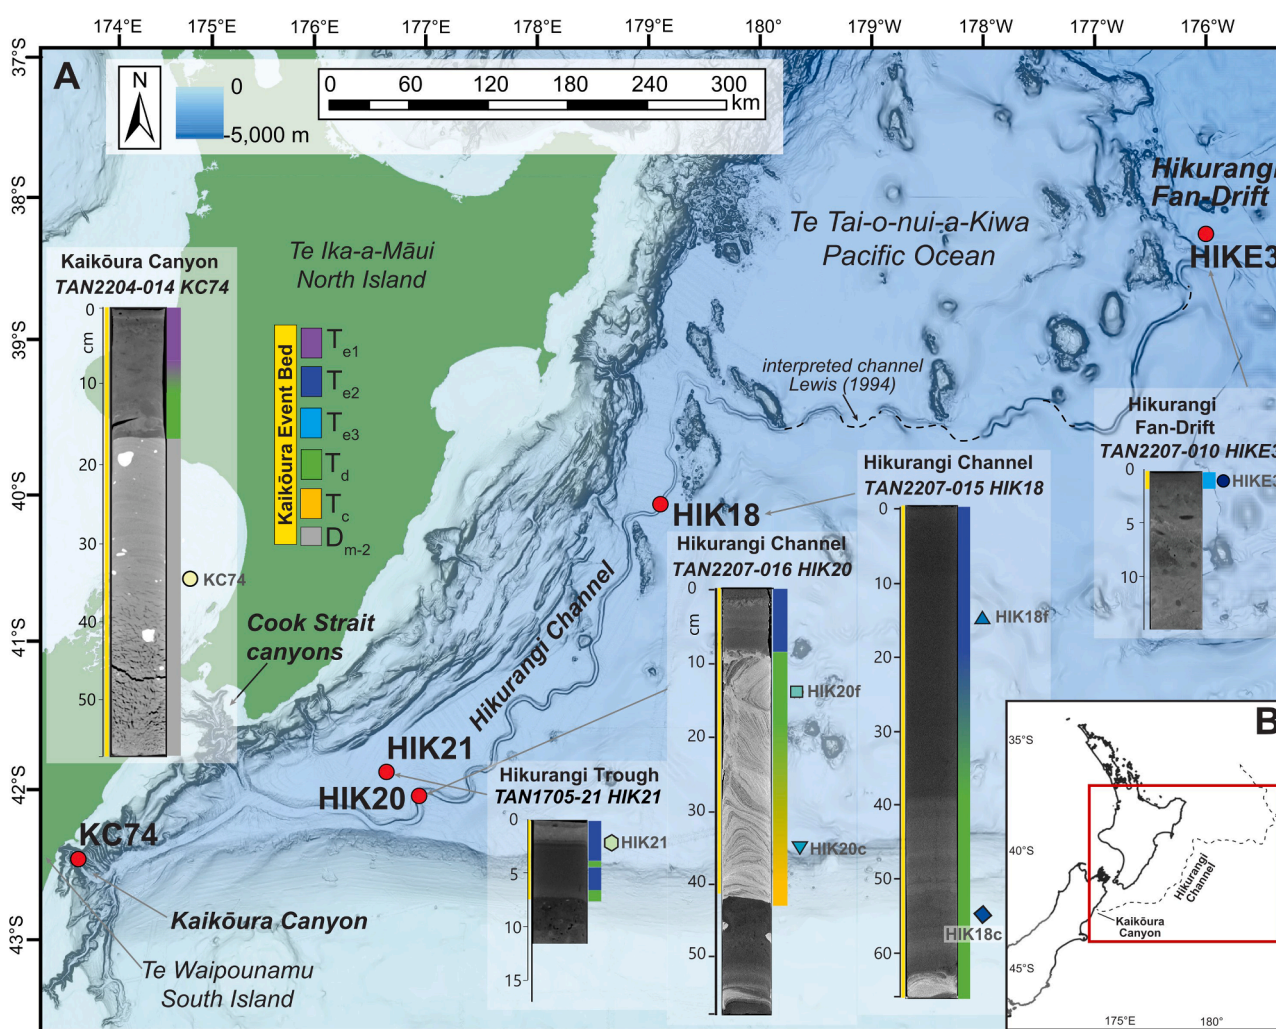 174°E 175°E 176°E 177°E 178°E 179°E 180° 179°W 178°W 177°W 176°W
37°S
38°S
39°S
40°S
41°S
42°S
43°S
A
N
0
-5,000 m
0 60 120 180 240 300
km
Hikurangi
Fan-Drift
HIKE3
Te Tai-o-nui-a-Kiwa
Pacific Ocean
Te Ika-a-Māui
North Island
Kaikōura Canyon
TAN2204-014 KC74
0
cm
10
20
30
40
50
KC74
Kaikōura Event Bed
Te1
Te2
Te3
Td
Tc
Dm-2
interpreted channel
Lewis (1994)
Hikurangi
Fan-Drift
TAN2207-010 HIKE3
0
5
10
HIKE3
Hikurangi Channel
TAN2207-015 HIK18
0
10
20
30
40
50
60
HIK18f
HIK18c
HIK18
Hikurangi Channel
TAN2207-016 HIK20
0
cm
10
20
30
40
50
HIK20f
HIK20c
Hikurangi Channel
Cook Strait
canyons
HIK21
HIK20
Hikurangi Trough
TAN1705-21 HIK21
0
5
10
15
HIK21
KC74
Kaikōura Canyon
Te Waipounamu
South Island
B
35°S
40°S
45°S
175°E 180°
Hikurangi
Channel
Kaikōura
Canyon